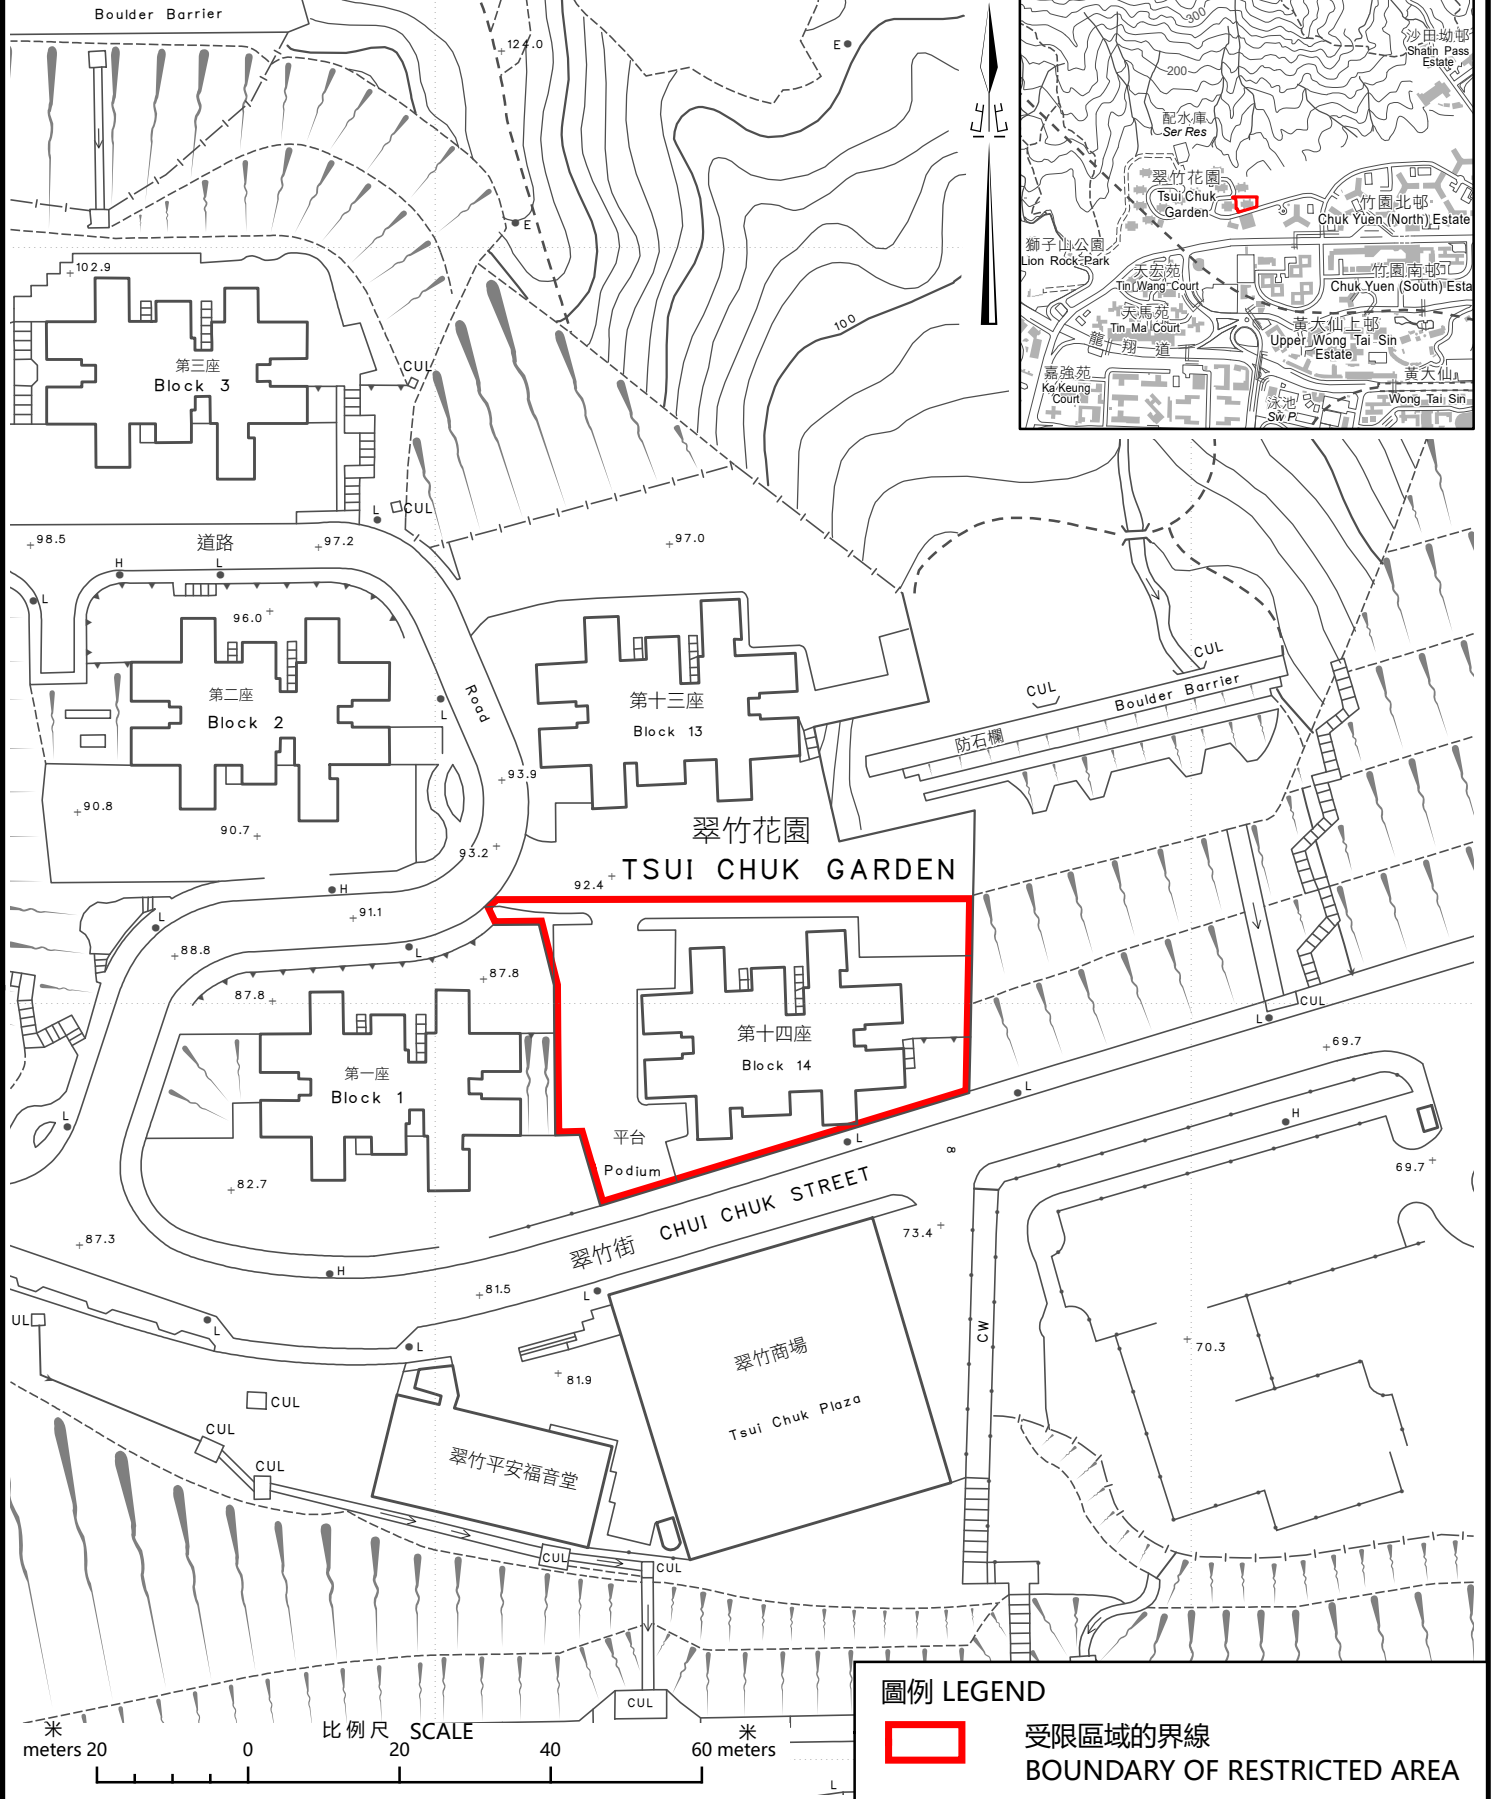 Boulder Barrier
124.0
E
E
102.9
第三座
Block 3
CUL
CUL
L
100
98.5
道路
97.2
97.0
H
L
L
96.0
第二座
Block 2
L
Road
第十三座
Block 13
CUL
CUL
Boulder Barrier
防石欄
93.9
90.8
90.7
93.2
翠竹花園
TSUI CHUK GARDEN
92.4
H
L
91.1
88.8
L
87.8
87.8
第一座
Block 1
第十四座
Block 14
CUL
L
69.7
L
L
H
平台
Podium
L
8
69.7
82.7
翠竹街
CHUI CHUK STREET
73.4
87.3
H
81.5
L
UL
L
L
CW
70.3
翠竹商場
Tsui Chuk Plaza
81.9
CUL
CUL
CUL
翠竹平安福音堂
CUL
CUL
CUL
L
米
比例尺 SCALE
米
meters 20 0 20 40 60 meters
圖例 LEGEND
受限區域的界線
BOUNDARY OF RESTRICTED AREA
300
沙田坳邨
Shatin Pass
Estate
200
配水庫
Ser Res
翠竹花園
Tsui Chuk
Garden
竹園北邨
Chuk Yuen (North) Estate
獅子山公園
Lion Rock Park
天宏苑
Tin Wang Court
竹園南邨
Chuk Yuen (South) Esta
天馬苑
Tin Ma Court
黃大仙上邨
Upper Wong Tai Sin
Estate
龍翔道
嘉強苑
Ka Keung
Court
黃大仙
Wong Tai Sin
泳池
Sw P